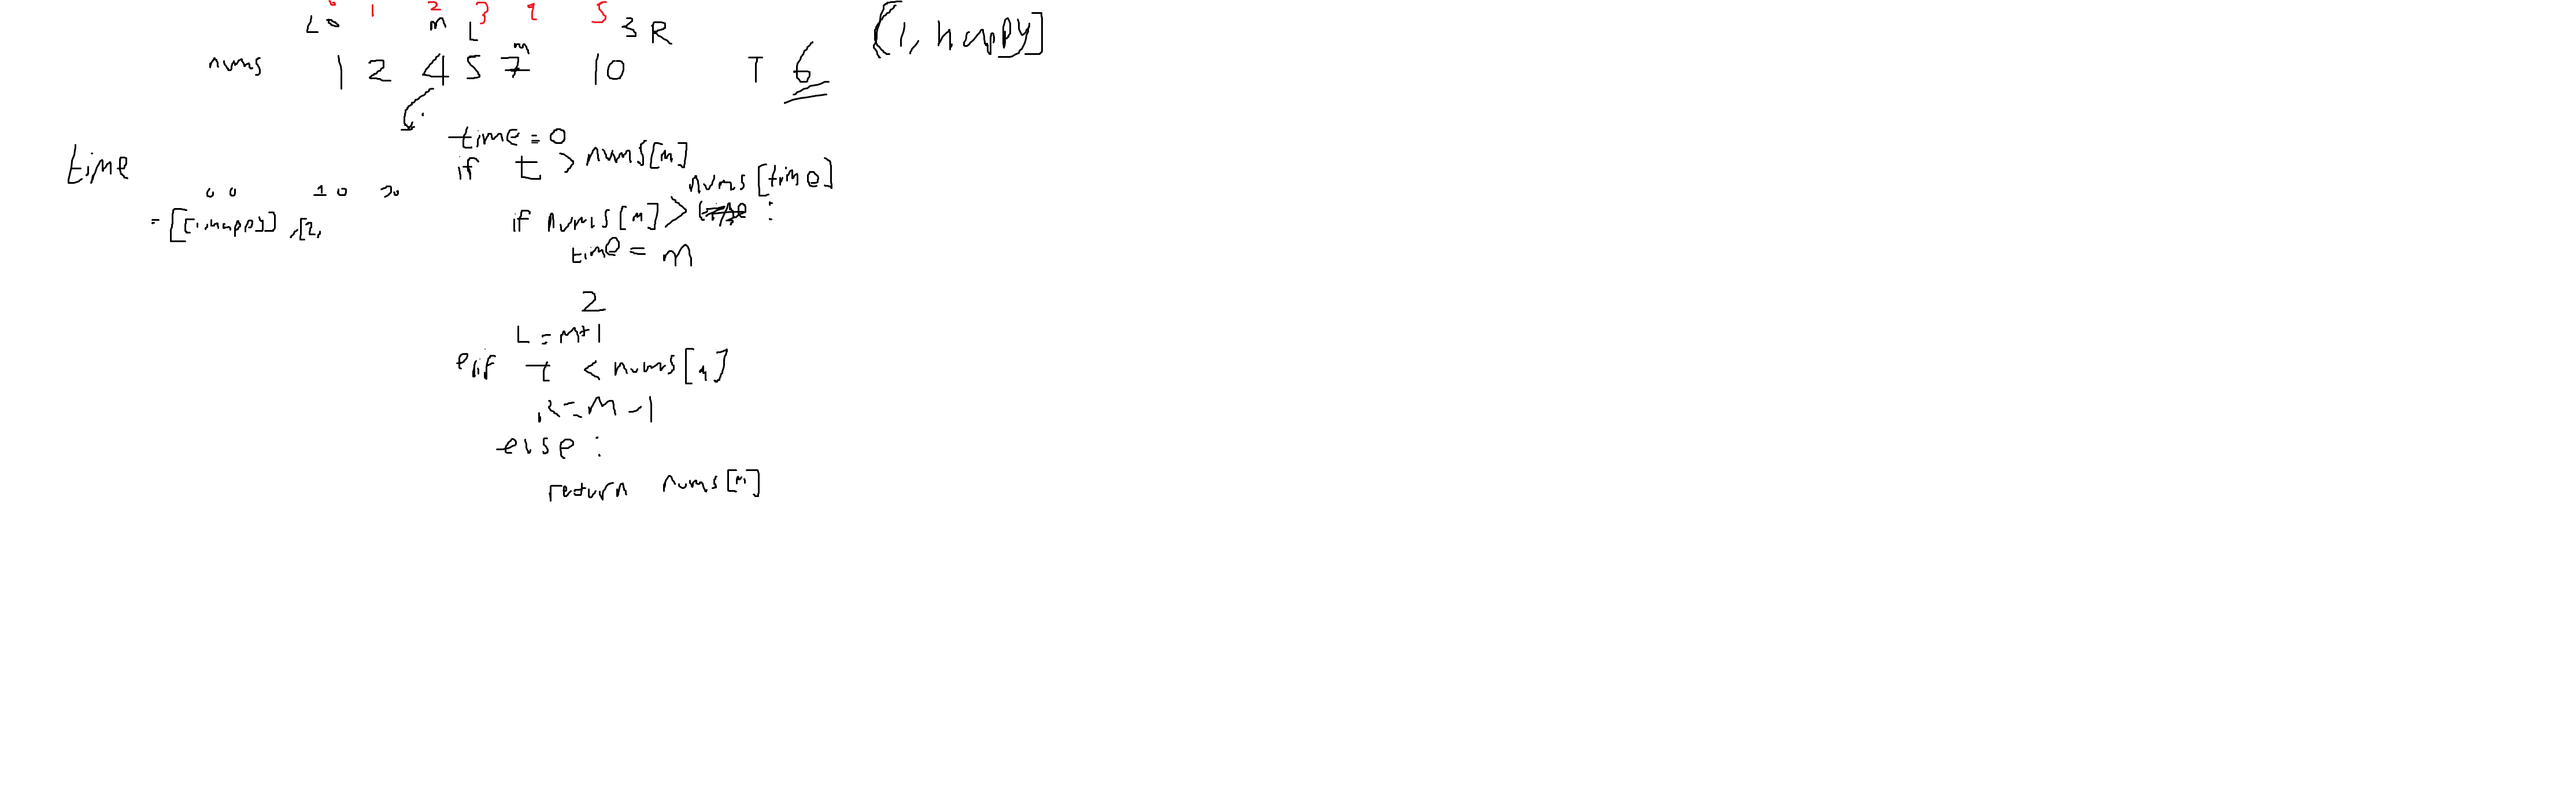 0 1 2 3 4 5
L 0 m L 3 R [1, happy]
nums 1 2 4 5 7 10 T 6
m
time=0
time if t > nums[m]
nums[time]
0 0 1 0
= [[1,happy]],[2, if nums[m] > :
time = m
2
L = m+1
elif t < nums[m]
R=M-1
else:
return nums[m]